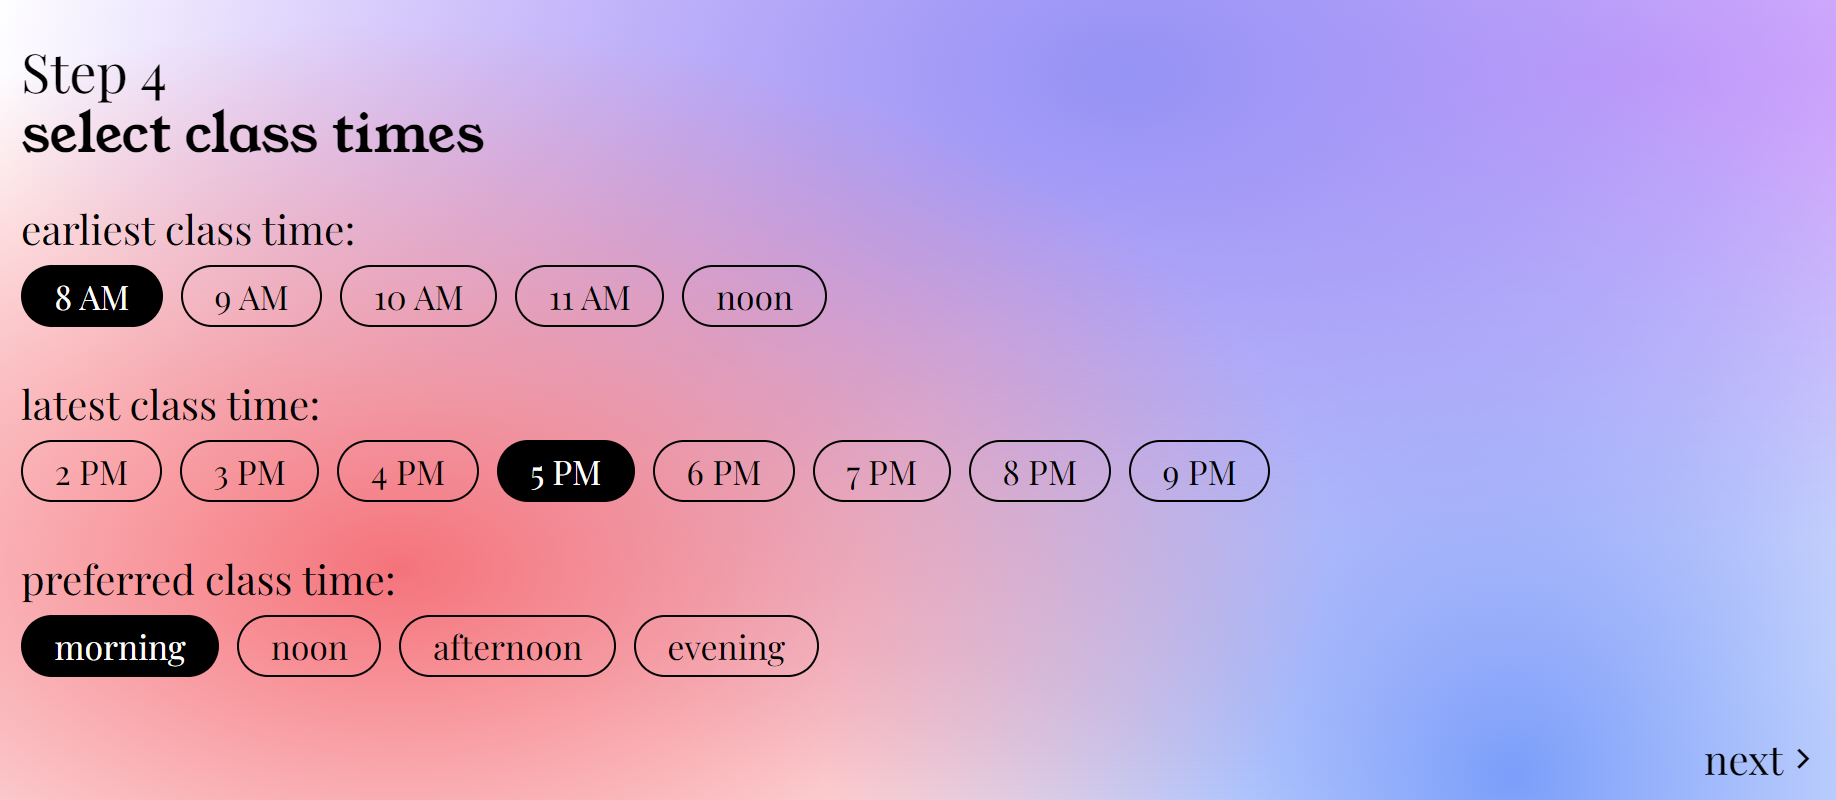 Step 4
select class times
earliest class time:
8 AM 9 AM 10 AM 11 AM noon
latest class time:
2 PM 3 PM 4 PM 5 PM 6 PM 7 PM 8 PM 9 PM
preferred class time:
morning noon afternoon evening
next >